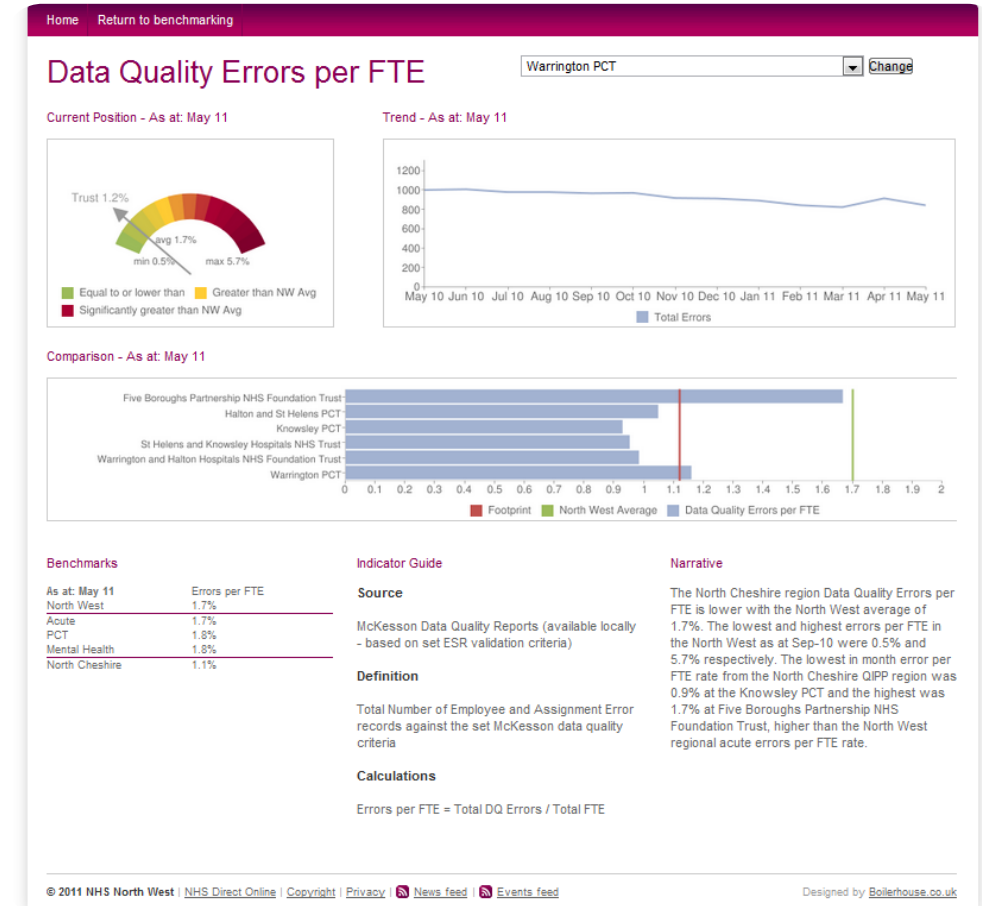 Home Return to benchmarking
Data Quality Errors per FTE
Warrington PCT Change
Current Position - As at: May 11
Trust 1.2%
avg 1.7%
min 0.5% max 5.7%
Equal to or lower than Greater than NW Avg
Significantly greater than NW Avg
Trend - As at: May 11
1200
1000
800
600
400
200
0
May 10 Jun 10 Jul 10 Aug 10 Sep 10 Oct 10 Nov 10 Dec 10 Jan 11 Feb 11 Mar 11 Apr 11 May 11
Total Errors
Comparison - As at: May 11
Five Boroughs Partnership NHS Foundation Trust
Halton and St Helens PCT
Knowsley PCT
St Helens and Knowsley Hospitals NHS Trust
Warrington and Halton Hospitals NHS Foundation Trust
Warrington PCT
0 0.1 0.2 0.3 0.4 0.5 0.6 0.7 0.8 0.9 1 1.1 1.2 1.3 1.4 1.5 1.6 1.7 1.8 1.9 2
Footprint North West Average Data Quality Errors per FTE
Benchmarks
As at: May 11 Errors per FTE
North West 1.7%
Acute 1.7%
PCT 1.8%
Mental Health 1.8%
North Cheshire 1.1%
Indicator Guide
Source
McKesson Data Quality Reports (available locally
- based on set ESR validation criteria)
Definition
Total Number of Employee and Assignment Error
records against the set McKesson data quality
criteria
Calculations
Errors per FTE = Total DQ Errors / Total FTE
Narrative
The North Cheshire region Data Quality Errors per
FTE is lower with the North West average of
1.7%. The lowest and highest errors per FTE in
the North West as at Sep-10 were 0.5% and
5.7% respectively. The lowest in month error per
FTE rate from the North Cheshire QIPP region was
0.9% at the Knowsley PCT and the highest was
1.7% at Five Boroughs Partnership NHS
Foundation Trust, higher than the North West
regional acute errors per FTE rate.
© 2011 NHS North West | NHS Direct Online | Copyright | Privacy | News feed | Events feed
Designed by Boilerhouse.co.uk